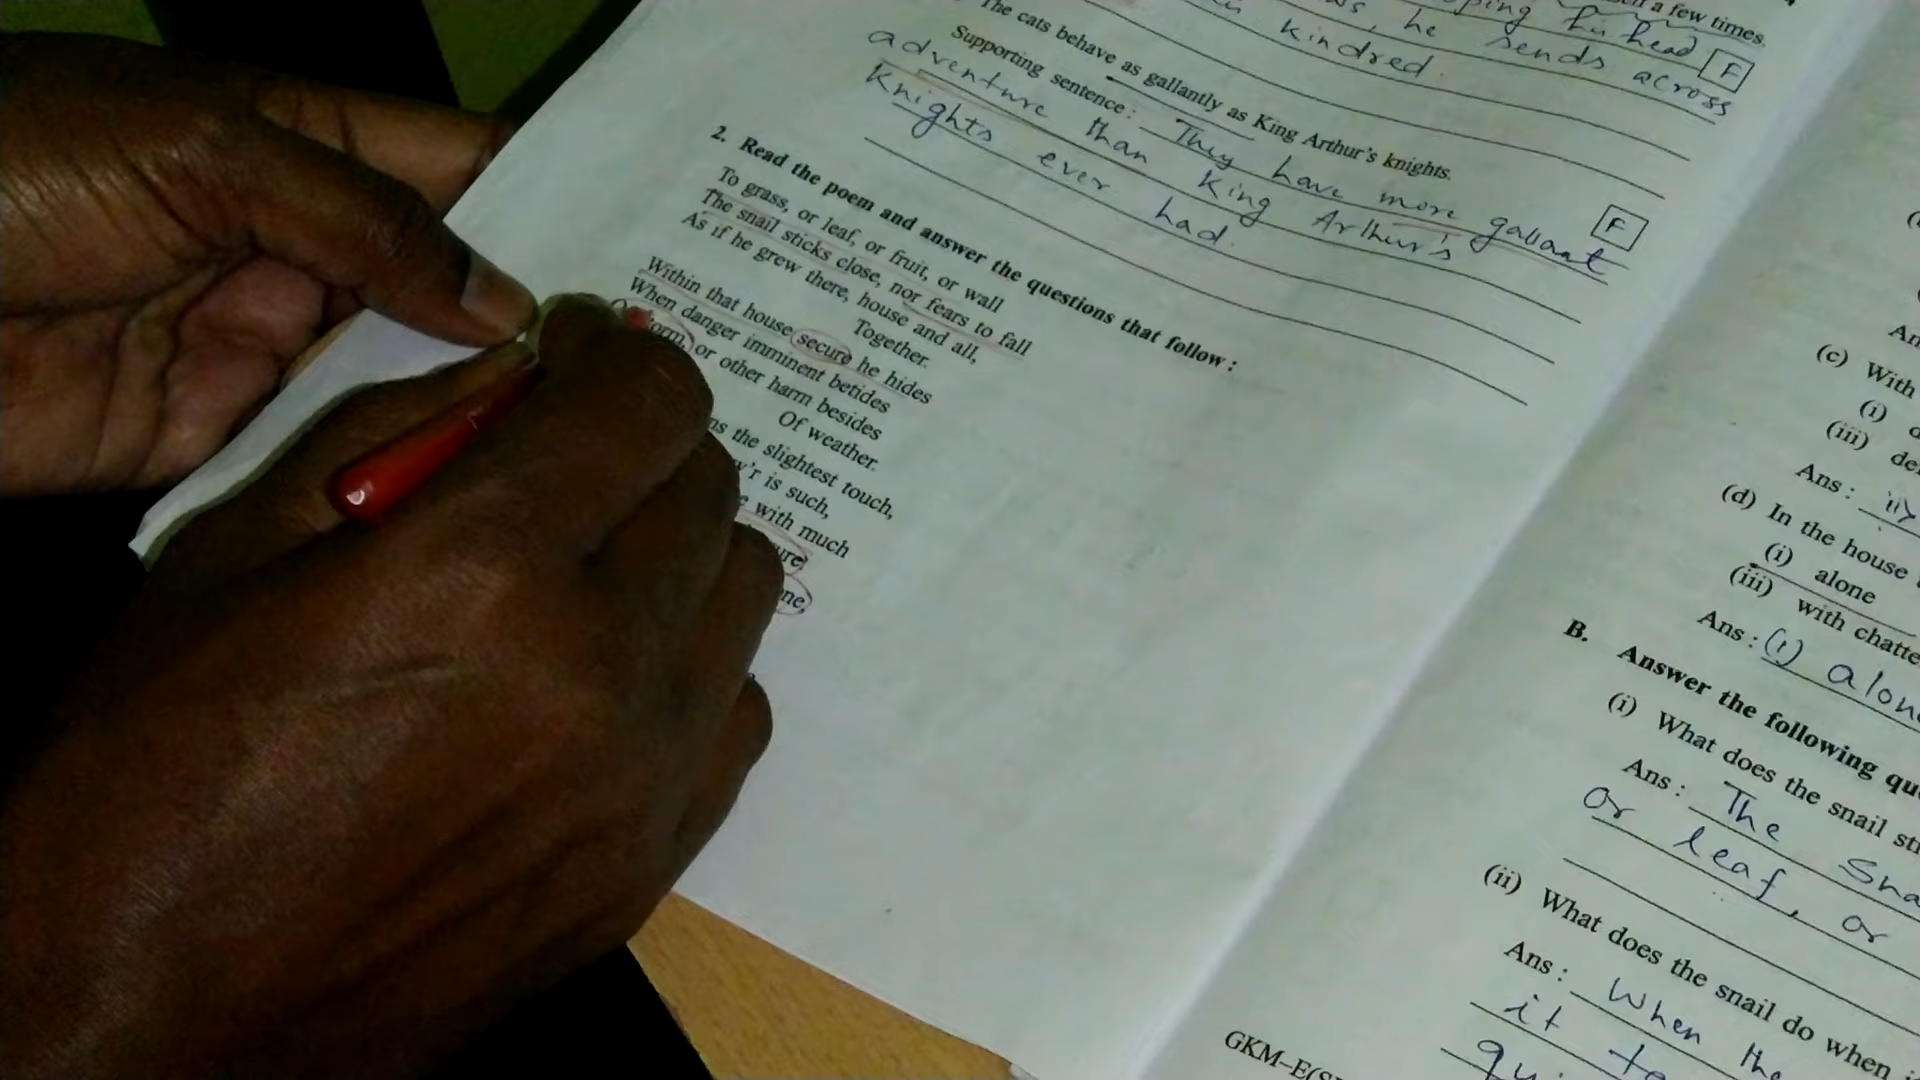 a few times.
his head F
he sends across
kindred.
The cats behave as gallantly as King Arthur's knights.
Supporting sentence: They have more gallant F
adventure than King Arthur's
Knights ever had.
2. Read the poem and answer the questions that follow :
To grass, or leaf, or fruit, or wall
The snail sticks close, nor fears to fall
As if he grew there, house and all,
Together.
Within that house secure he hides
When danger imminent betides
or other harm besides
Of weather.
the slightest touch,
is such,
with much
(c) With
(i)
(iii)
Ans : ii)
(d) In the house
(i) alone
(iii) with
Ans : (i)
B. Answer the following
(i) What does the snail
Ans : The
or leaf, or
(ii) What does the snail do when
Ans : When the
it